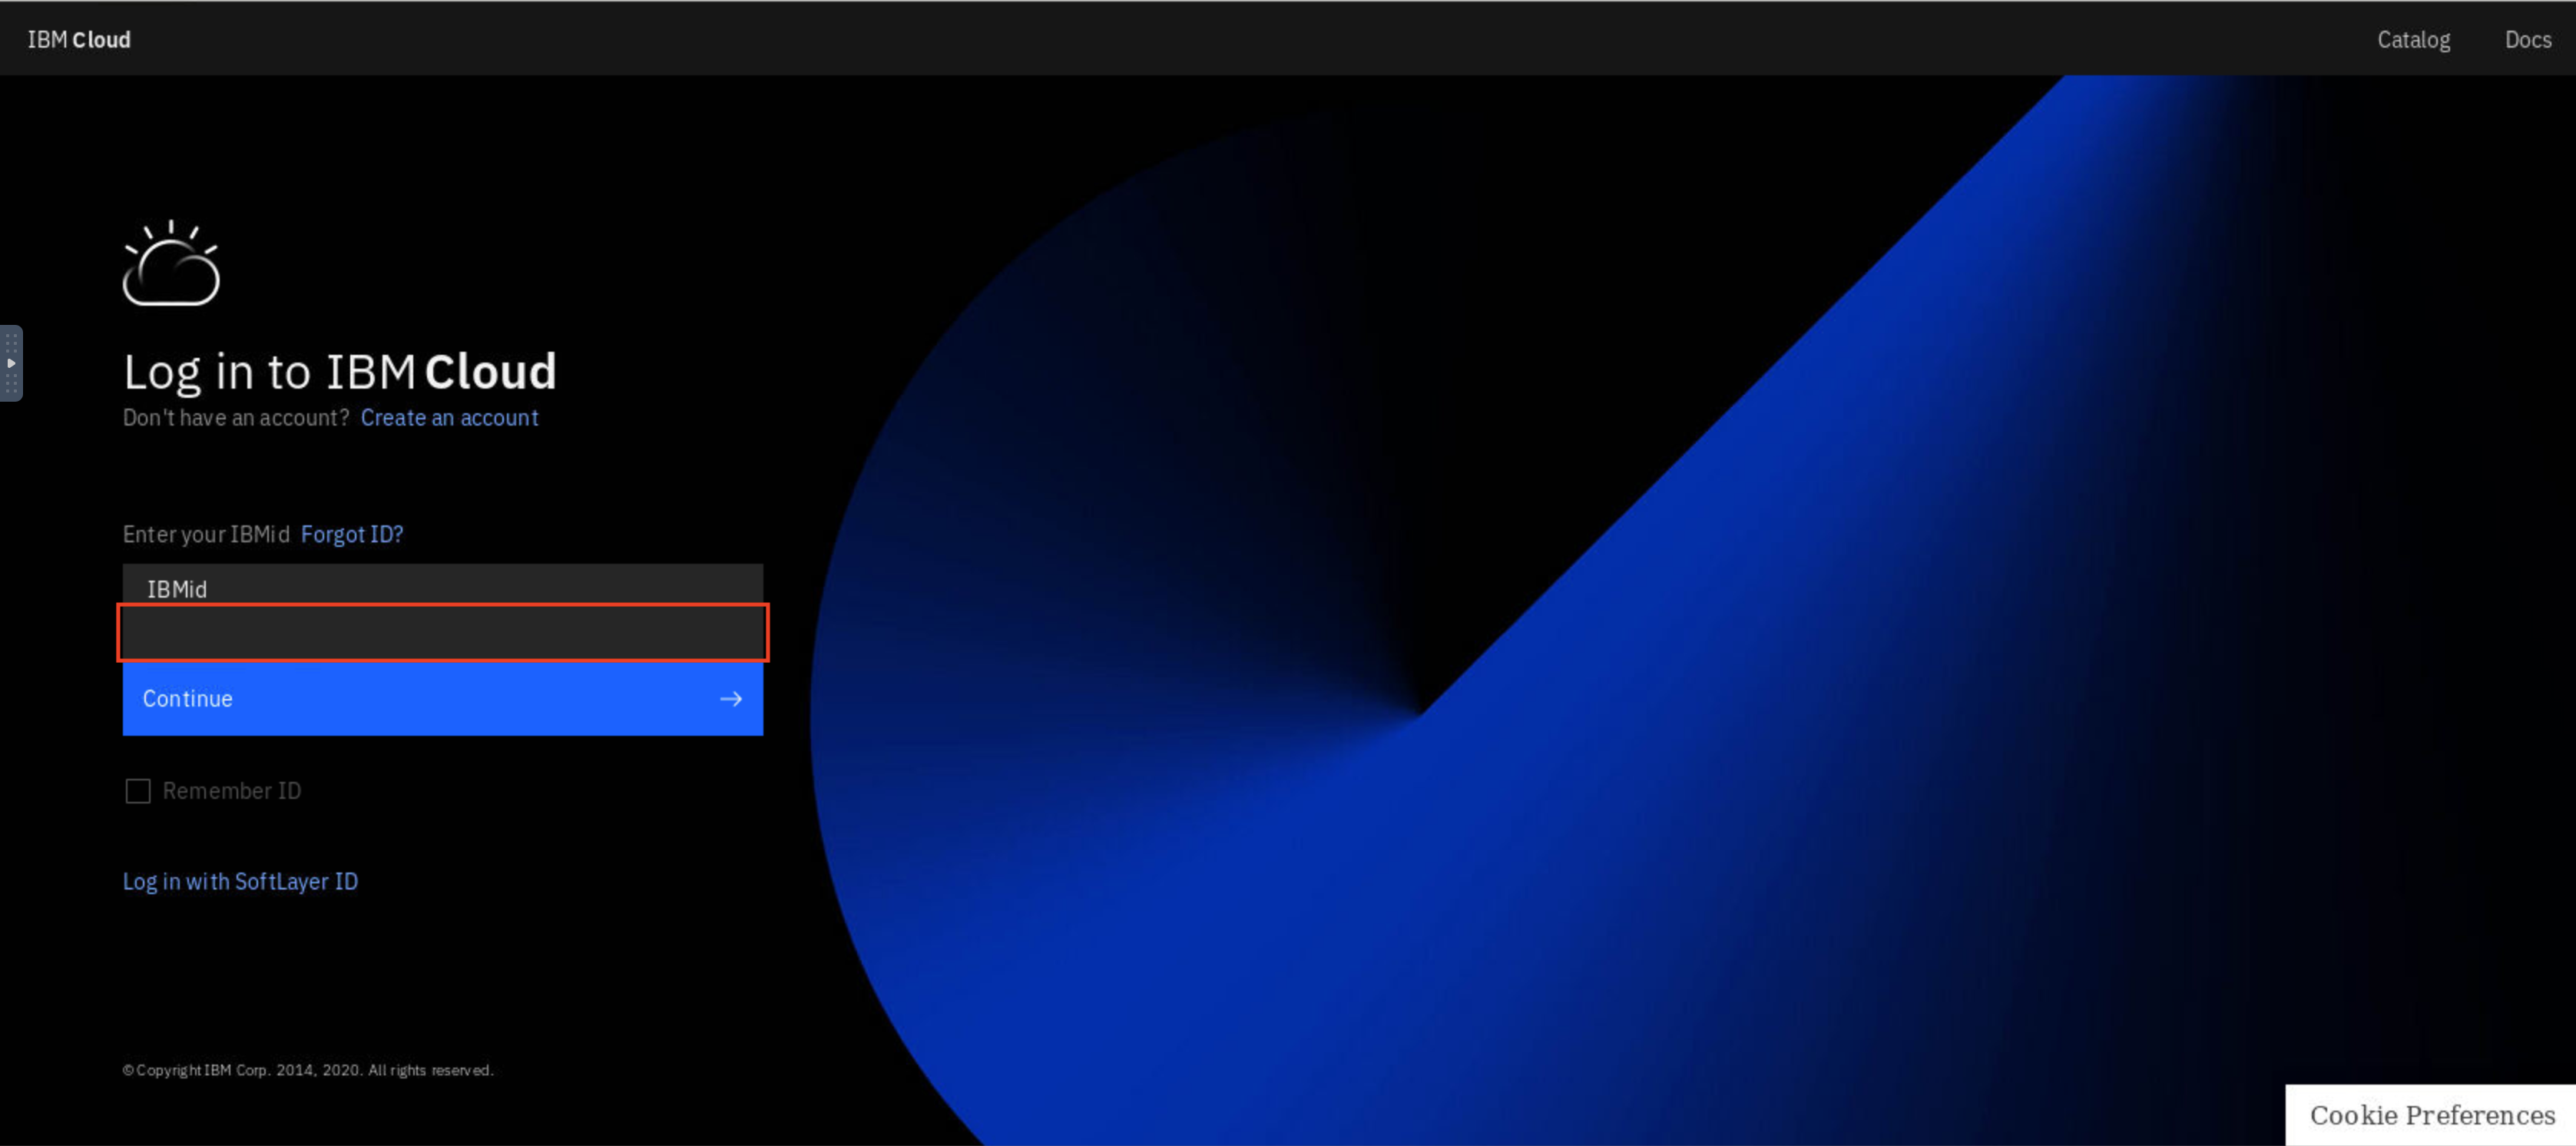 IBM Cloud
Catalog
Docs
Log in to IBM Cloud
Don't have an account? Create an account
Enter your IBMid Forgot ID?
IBMid
Continue
Remember ID
Log in with SoftLayer ID
© Copyright IBM Corp. 2014, 2020. All rights reserved.
Cookie Preferences